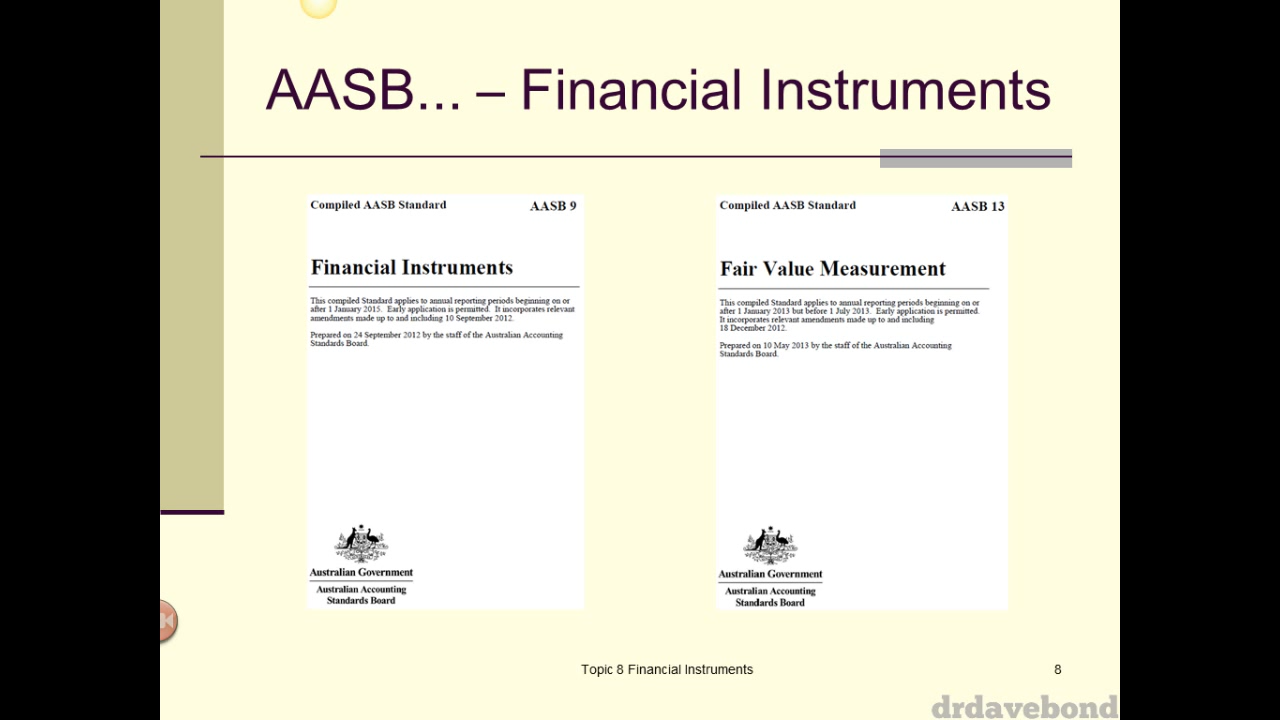 AASB... – Financial Instruments
Compiled AASB Standard AASB 9
Financial Instruments
This compiled Standard applies to annual reporting periods beginning on or
after 1 January 2015. Early application is permitted. It incorporates relevant
amendments made up to and including 10 September 2012.
Prepared on 24 September 2012 by the staff of the Australian Accounting
Standards Board.
Australian Government
Australian Accounting
Standards Board
Compiled AASB Standard AASB 13
Fair Value Measurement
This compiled Standard applies to annual reporting periods beginning on or
after 1 January 2013 but before 1 July 2013. Early application is permitted.
It incorporates relevant amendments made up to and including
18 December 2012.
Prepared on 10 May 2013 by the staff of the Australian Accounting
Standards Board.
Australian Government
Australian Accounting
Standards Board
Topic 8 Financial Instruments 8
drdavebond